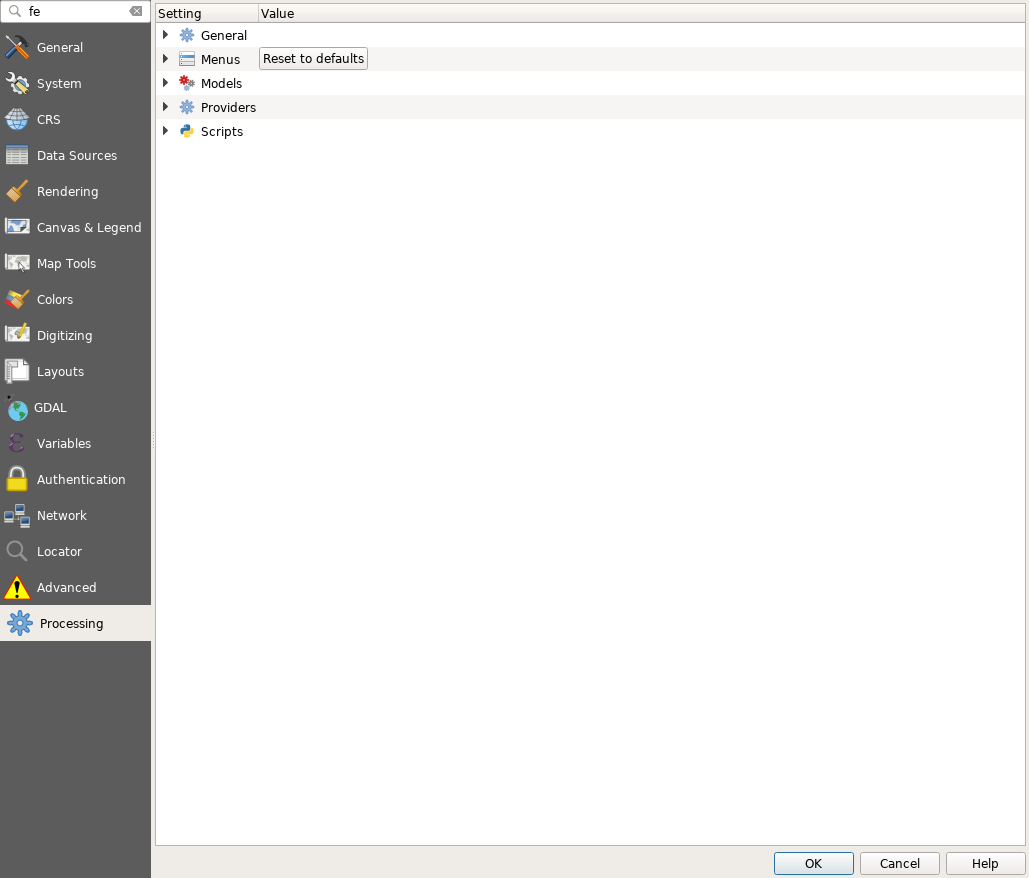 fe
General
System
CRS
Data Sources
Rendering
Canvas & Legend
Map Tools
Colors
Digitizing
Layouts
GDAL
Variables
Authentication
Network
Locator
Advanced
Processing
Setting Value
General
Menus Reset to defaults
Models
Providers
Scripts
OK Cancel Help